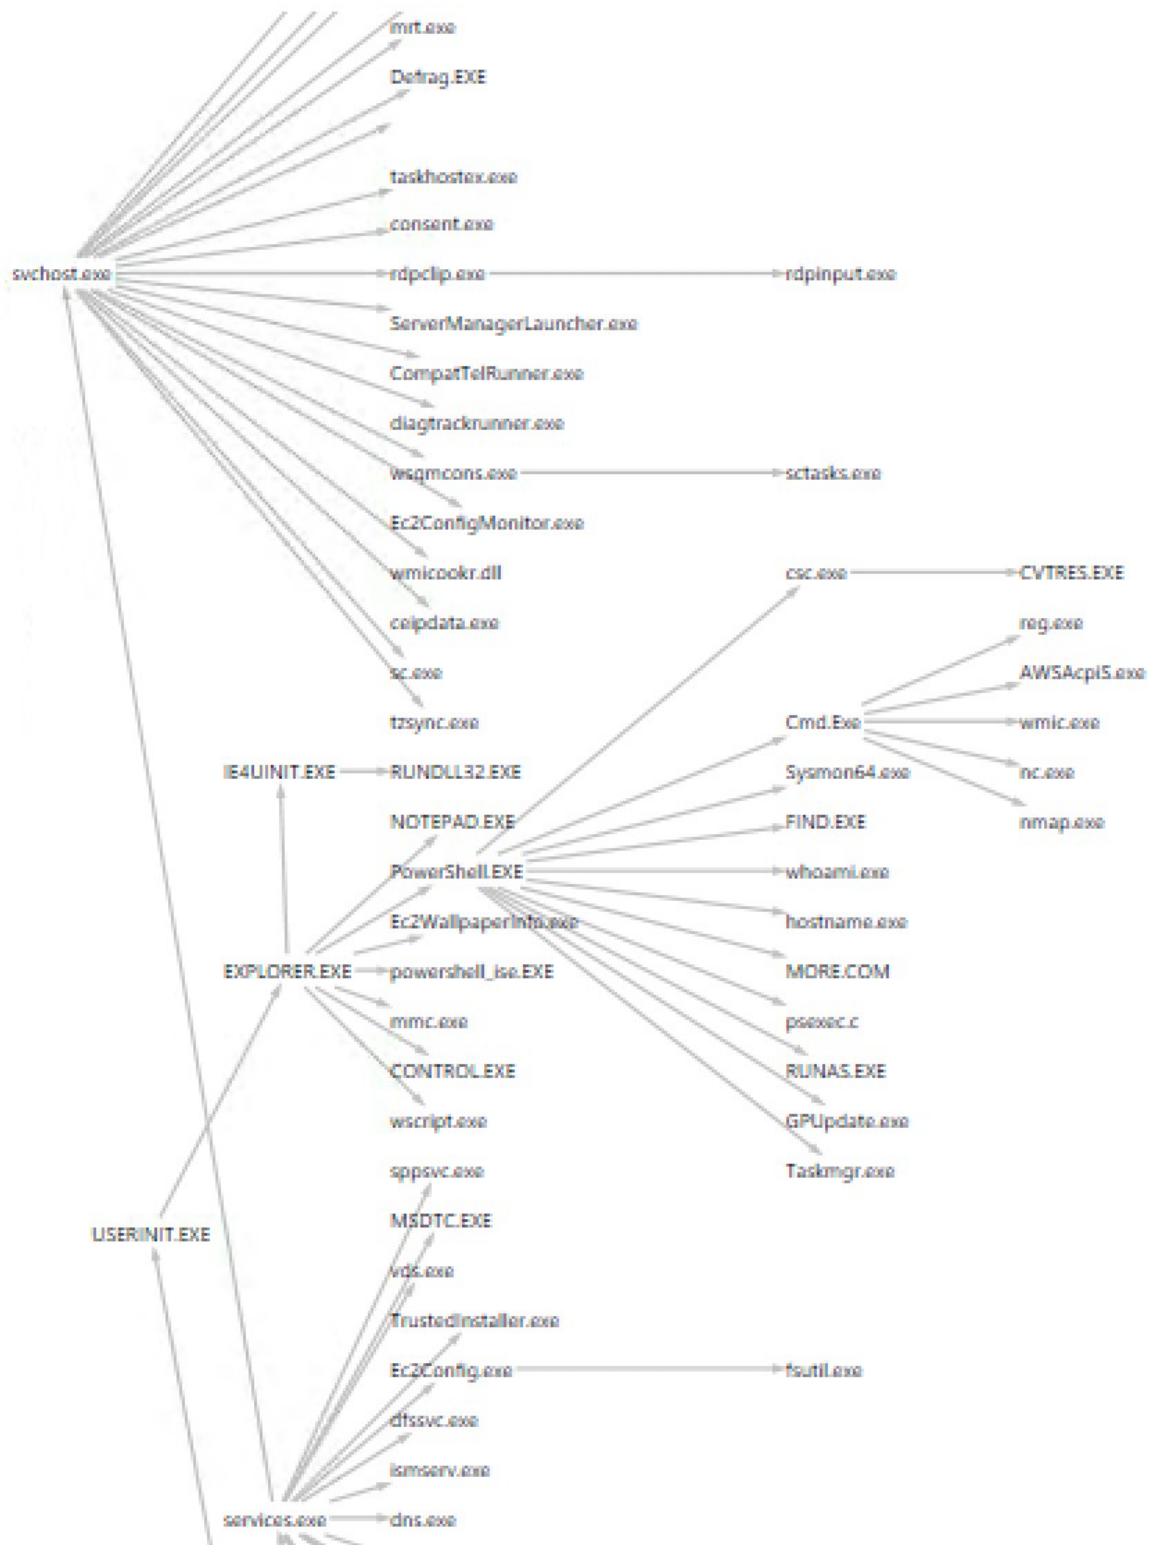 mrt.exe
Defrag.EXE
taskhostex.exe
consent.exe
svchost.exe rdpclip.exe rdpinput.exe
ServerManagerLauncher.exe
CompatTelRunner.exe
diagtrackrunner.exe
wsqmcons.exe sctasks.exe
Ec2ConfigMonitor.exe
wmicookr.dll csc.exe CVTRES.EXE
ceipdata.exe reg.exe
sc.exe AWSAcpiS.exe
tzsync.exe Cmd.Exe wmic.exe
IE4UINIT.EXE RUNDLL32.EXE Sysmon64.exe nc.exe
NOTEPAD.EXE FIND.EXE nmap.exe
PowerShell.EXE whoami.exe
Ec2WallpaperInfo.exe hostname.exe
EXPLORER.EXE powershell_ise.EXE MORE.COM
mmc.exe psexec.c
CONTROL.EXE RUNAS.EXE
wscript.exe GPUpdate.exe
sppsvc.exe Taskmgr.exe
MSDTC.EXE
USERINIT.EXE
vds.exe
TrustedInstaller.exe
Ec2Config.exe fsutil.exe
dfssvc.exe
ismserv.exe
services.exe dns.exe